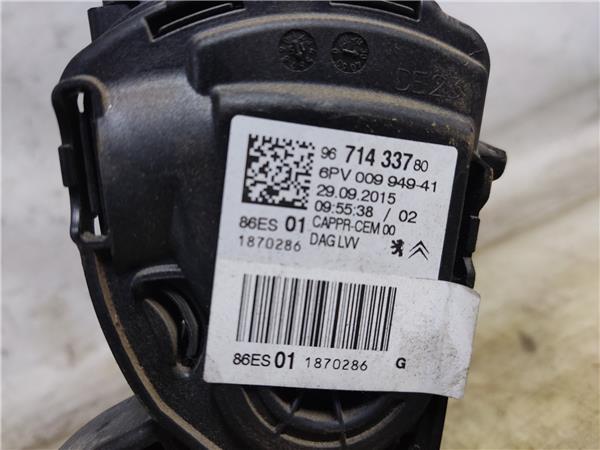 DE23
96 714 337 80
6PV 009 949-41
29.09.2015
09:55:38 / 02
86ES 01 CAPPR-CEM 00
1870286 DAG LVV
86ES 01 1870286 G